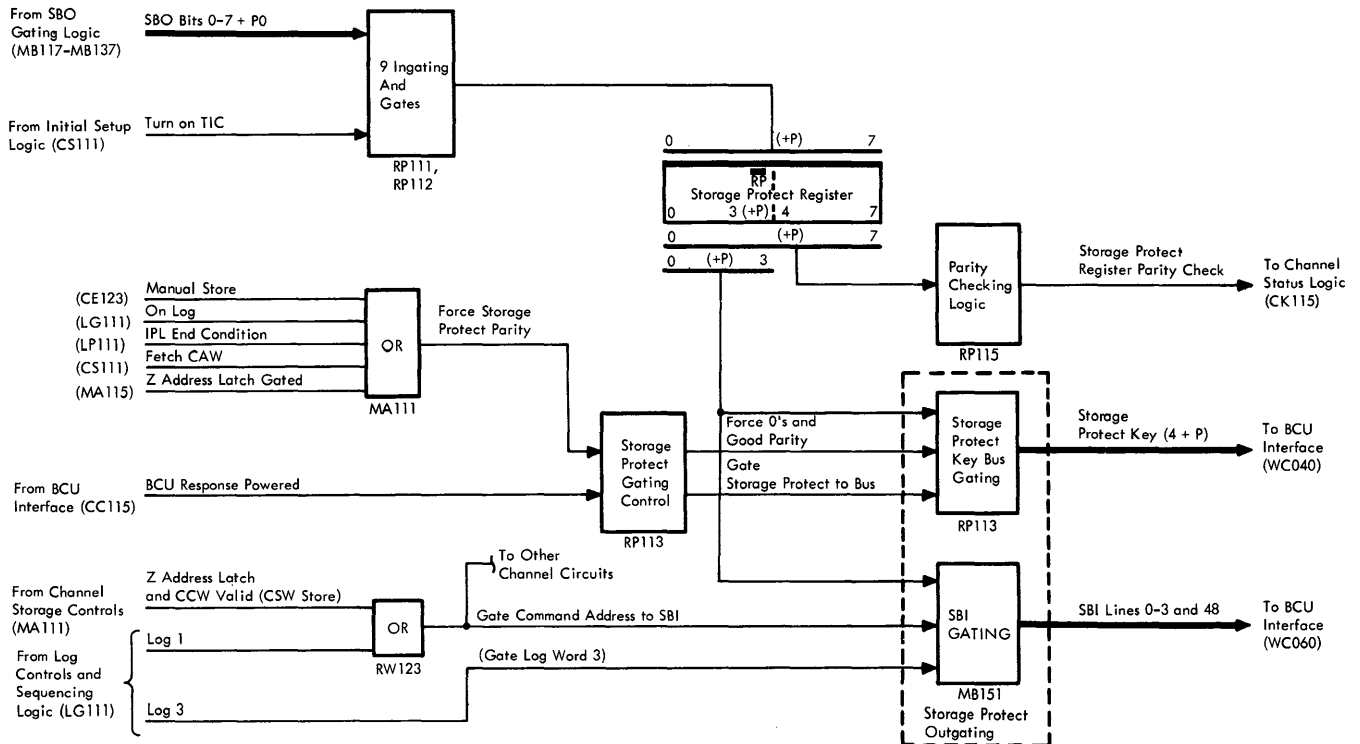 From SBO
Gating Logic
(MB117-MB137)
SBO Bits 0-7 + P0
9 Ingating
And
Gates
From Initial Setup
Logic (CS111)
Turn on TIC
RP111,
RP112
0 (+P) 7
RP
Storage Protect Register
0 3 (+P) 4 7
0 (+P) 7
0 (+P) 3
Parity
Checking
Logic
RP115
Storage Protect
Register Parity Check
To Channel
Status Logic
(CK115)
(CE123) Manual Store
(LG111) On Log
(LP111) IPL End Condition
(CS111) Fetch CAW
(MA115) Z Address Latch Gated
OR
MA111
Force Storage
Protect Parity
From BCU
Interface (CC115)
BCU Response Powered
Storage
Protect
Gating
Control
RP113
Force 0's and
Good Parity
Gate
Storage Protect to Bus
Storage
Protect
Key Bus
Gating
RP113
Storage
Protect Key (4 + P)
To BCU
Interface
(WC040)
To Other
Channel Circuits
From Channel
Storage Controls
(MA111)
Z Address Latch
and CCW Valid (CSW Store)
OR
RW123
Gate Command Address to SBI
From Log
Controls and
Sequencing
Logic (LG111)
Log 1
Log 3
(Gate Log Word 3)
SBI
GATING
MB151
SBI Lines 0-3 and 48
To BCU
Interface
(WC060)
Storage Protect
Outgating